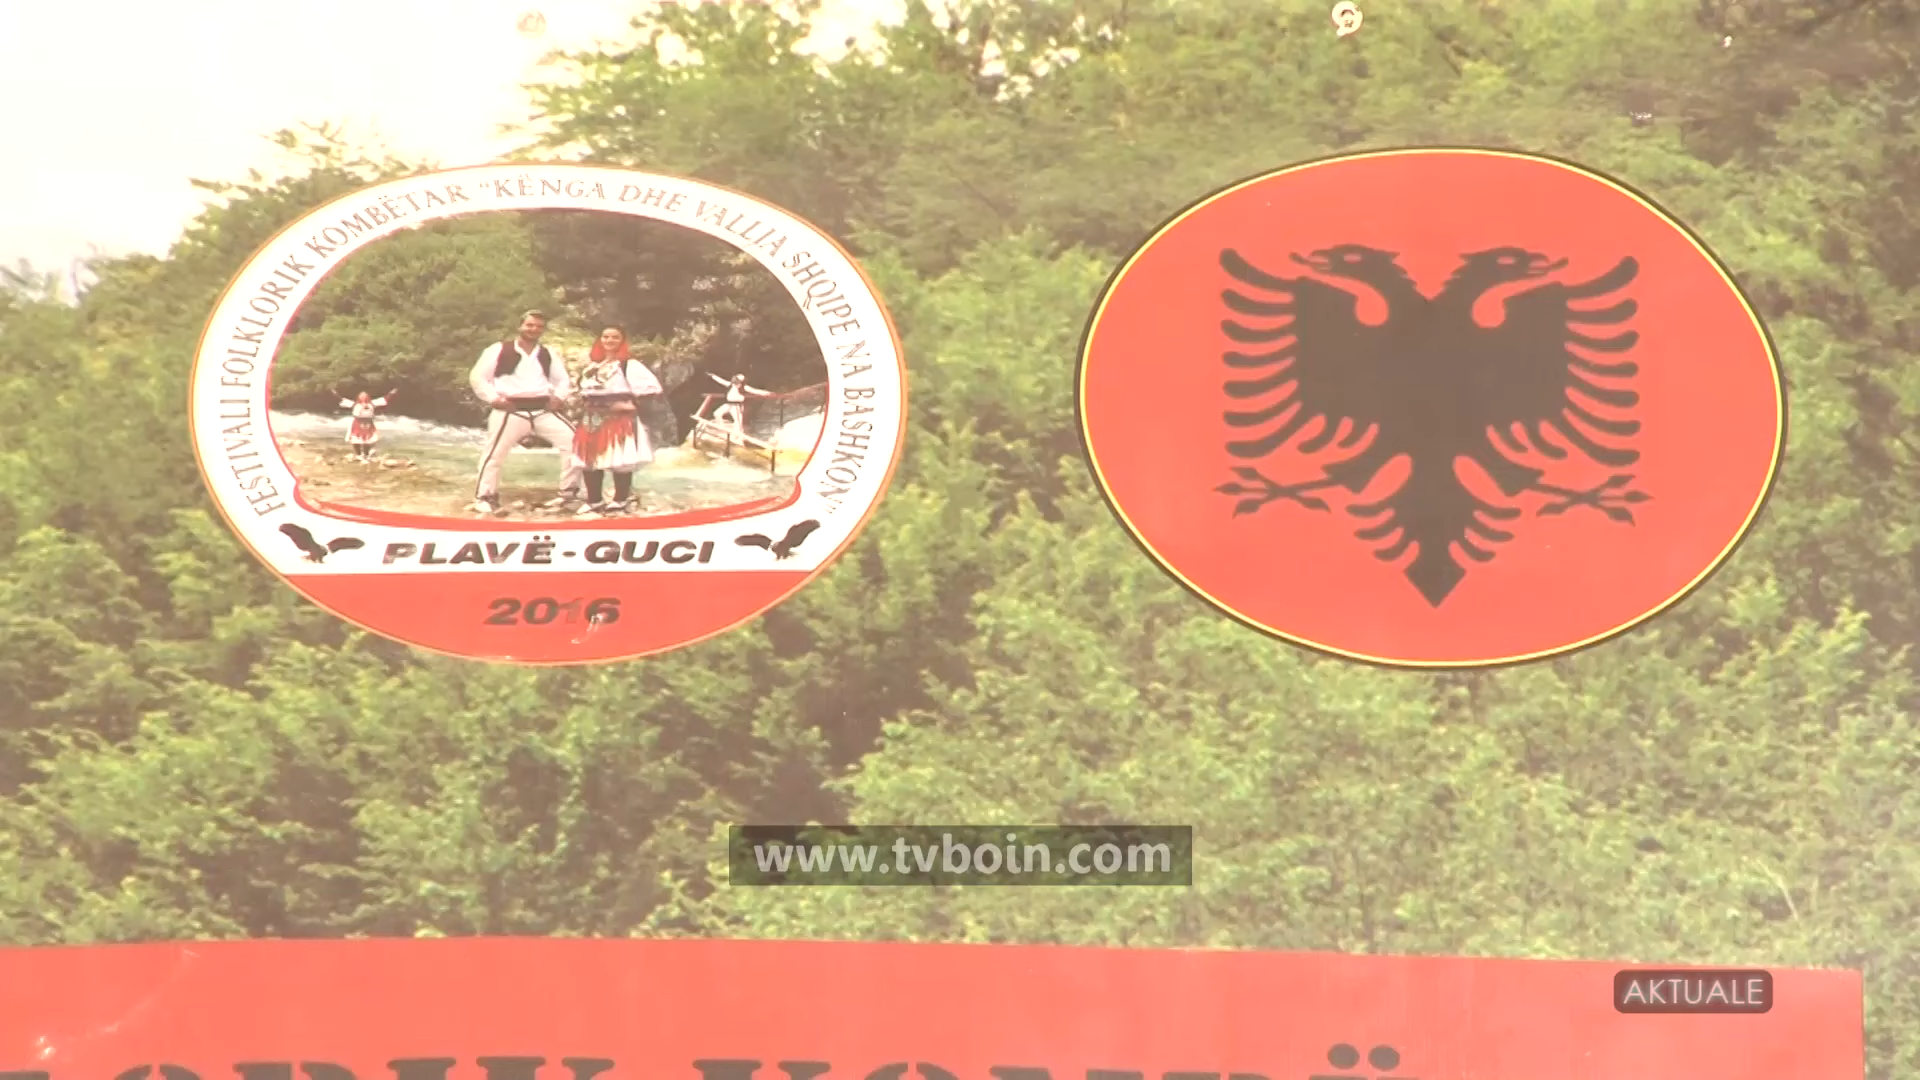 FESTIVALI FOLKLORIK KOMBËTAR "KËNGA DHE VALLJA SHQIPE NA BASHKON"
PLAVË-GUCI
2016
www.tvboin.com
AKTUALE